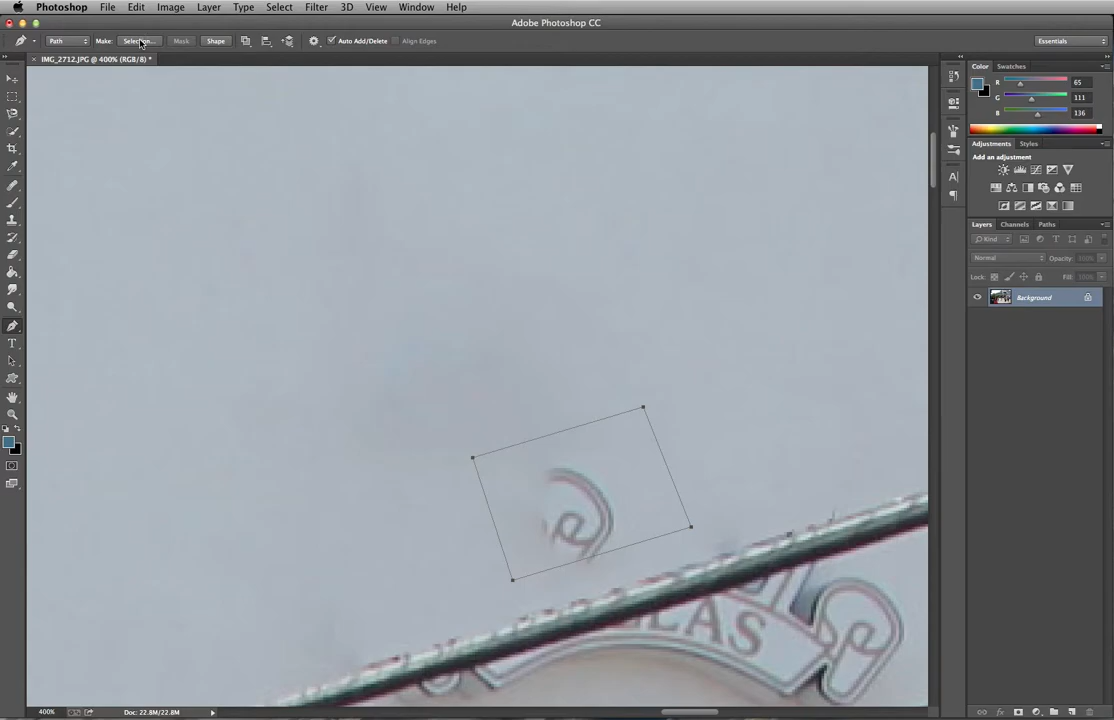 Photoshop File Edit Image Layer Type Select Filter 3D View Window Help
Adobe Photoshop CC
Path Make: Selection... Mask Shape Auto Add/Delete Align Edges Essentials
IMG_2712.JPG @ 400% (RGB/8) *
Color Swatches
R 65
G 111
B 136
Adjustments Styles
Add an adjustment
Layers Channels Paths
Kind
Normal Opacity: 100%
Lock: Fill: 100%
Background
LAS
400% Doc: 22.8M/22.8M